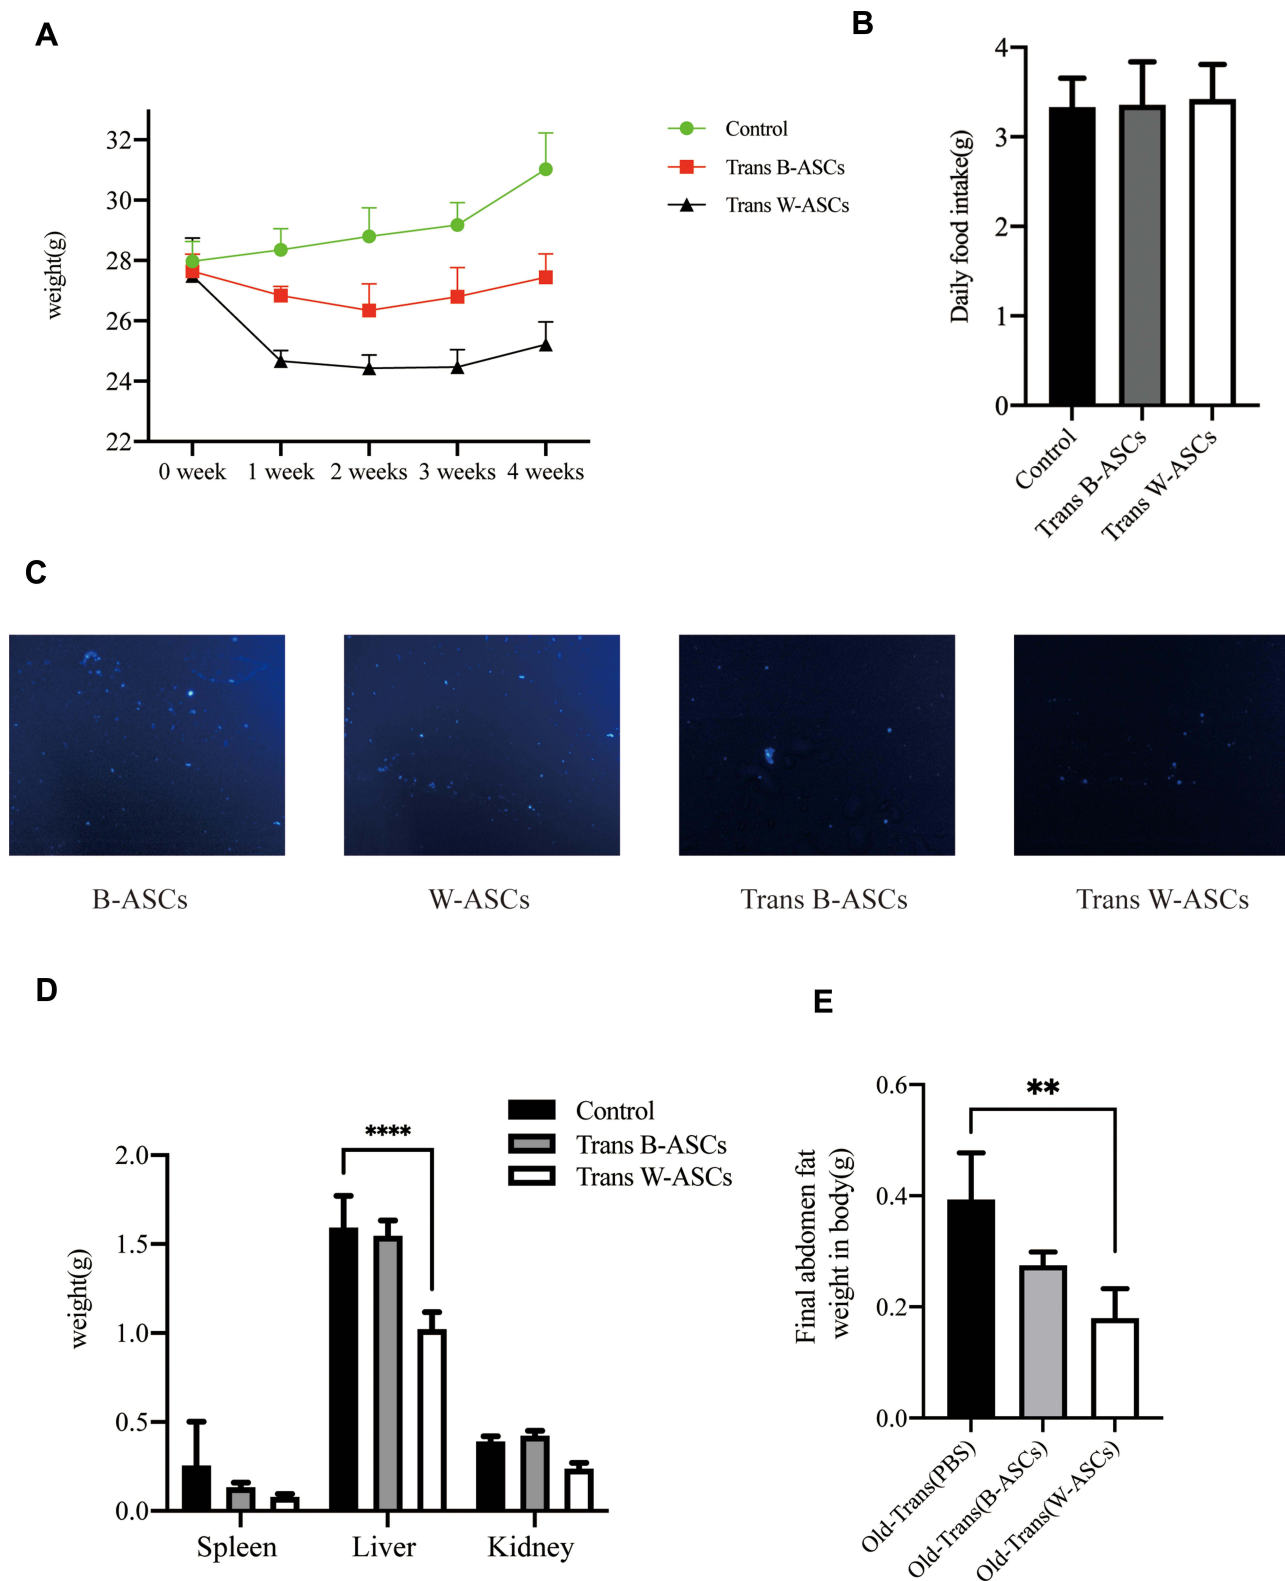 A
32
30
28
26
24
22
weight(g)
0 week 1 week 2 weeks 3 weeks 4 weeks
Control
Trans B-ASCs
Trans W-ASCs
B
4
3
2
1
0
Daily food intake(g)
Control
Trans B-ASCs
Trans W-ASCs
C
B-ASCs
W-ASCs
Trans B-ASCs
Trans W-ASCs
D
Control
Trans B-ASCs
Trans W-ASCs
****
2.0
1.5
1.0
0.5
0.0
weight(g)
Spleen Liver Kidney
E
**
0.6
0.4
0.2
0.0
Final abdomen fat
weight in body(g)
Old-Trans(PBS)
Old-Trans(B-ASCs)
Old-Trans(W-ASCs)